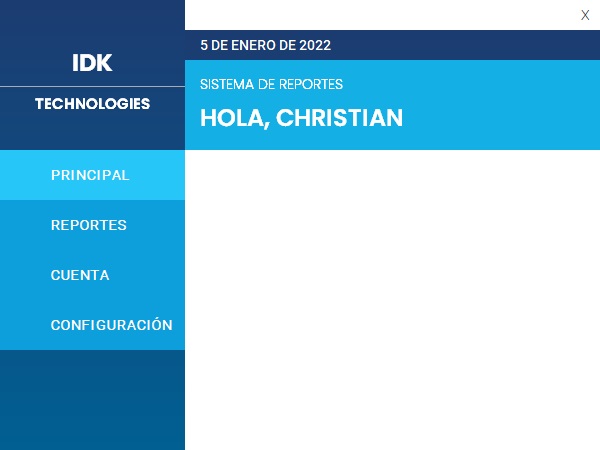 X
5 DE ENERO DE 2022
IDK
TECHNOLOGIES
SISTEMA DE REPORTES
HOLA, CHRISTIAN
PRINCIPAL
REPORTES
CUENTA
CONFIGURACIÓN